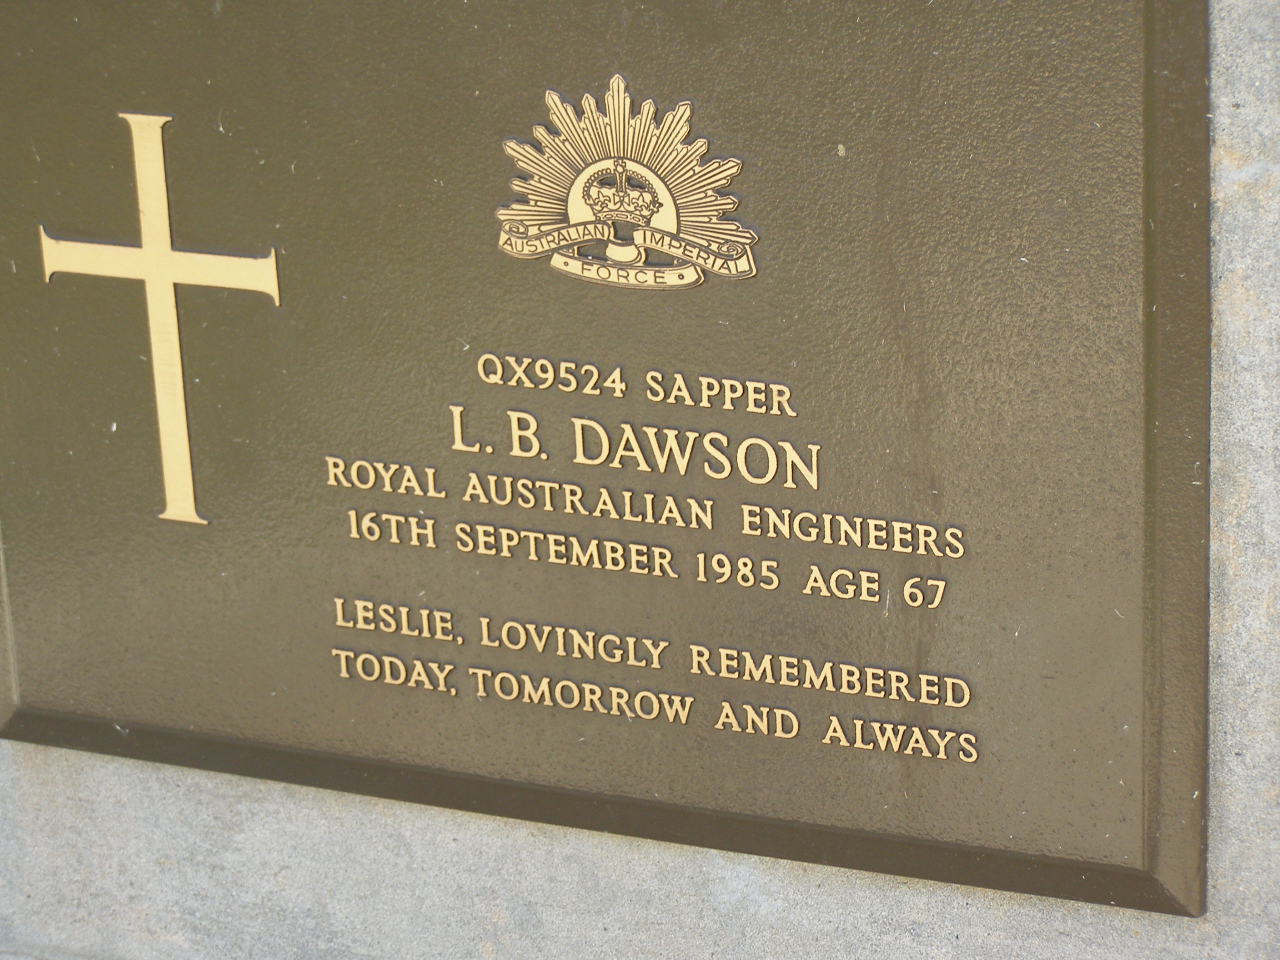 AUSTRALIAN IMPERIAL
FORCE
QX9524 SAPPER
L. B. DAWSON
ROYAL AUSTRALIAN ENGINEERS
16TH SEPTEMBER 1985 AGE 67
LESLIE, LOVINGLY REMEMBERED
TODAY, TOMORROW AND ALWAYS